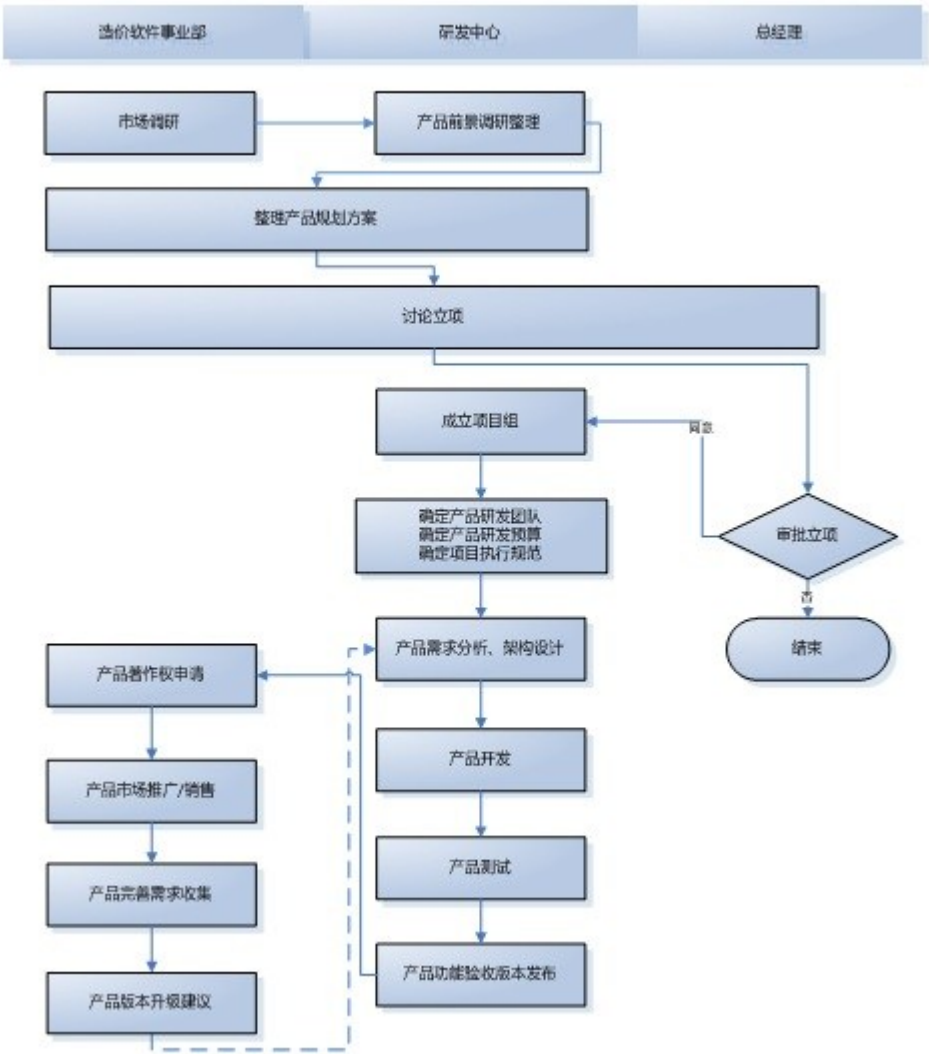 造价软件事业部
研发中心
总经理
市场调研
产品前景调研整理
整理产品规划方案
讨论立项
成立项目组
同意
确定产品研发团队
确定产品研发预算
确定项目执行规范
审批立项
否
结束
产品需求分析、架构设计
产品著作权申请
产品开发
产品市场推广/销售
产品测试
产品完善需求收集
产品功能验收版本发布
产品版本升级建议